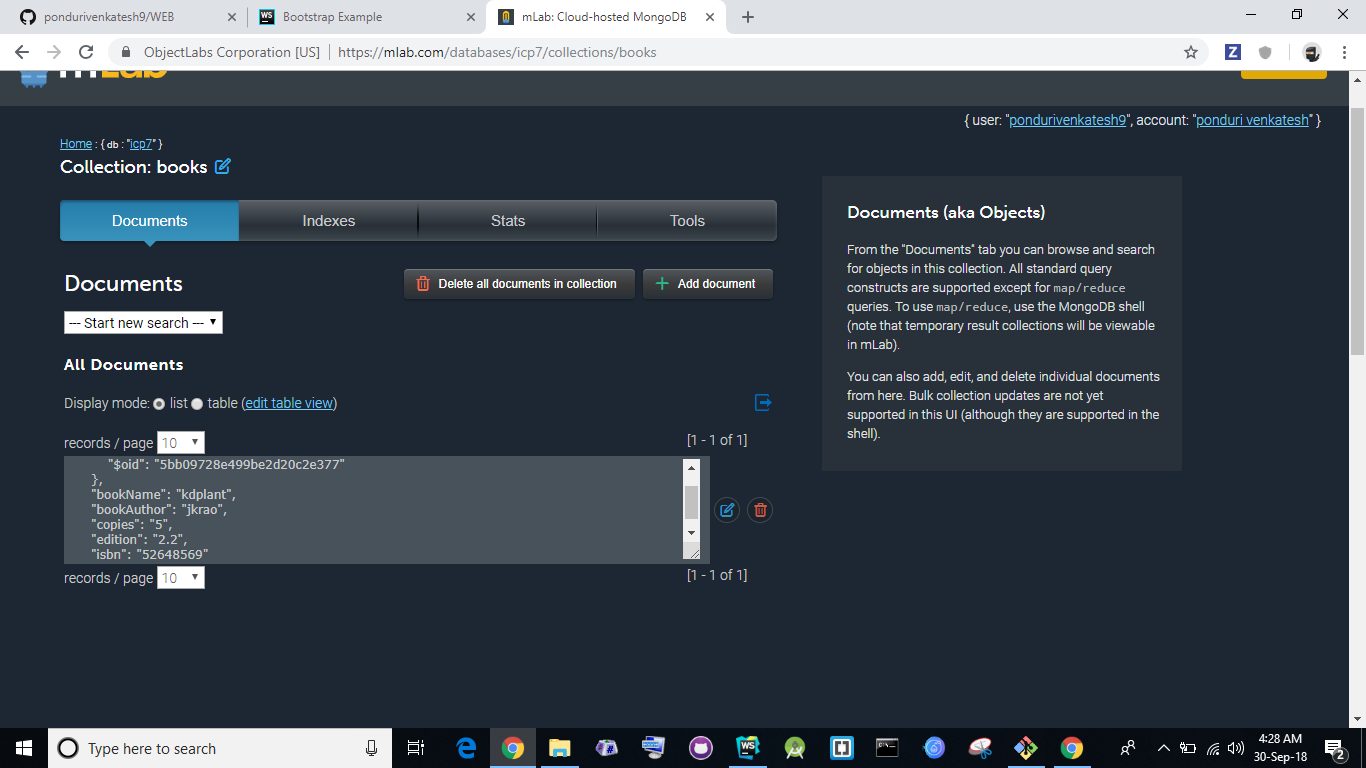 pondurivenkatesh9/WEB
Bootstrap Example
mLab: Cloud-hosted MongoDB
ObjectLabs Corporation [US] | https://mlab.com/databases/icp7/collections/books
mLab
{ user: "pondurivenkatesh9", account: "ponduri venkatesh" }
Home : { db : "icp7" }
Collection: books
Documents Indexes Stats Tools
Documents
Delete all documents in collection
Add document
--- Start new search ---
All Documents
Display mode: list table (edit table view)
records / page 10 [1 - 1 of 1]
"$oid": "5bb09728e499be2d20c2e377"
},
"bookName": "kdplant",
"bookAuthor": "jkrao",
"copies": "5",
"edition": "2.2",
"isbn": "52648569"
records / page 10 [1 - 1 of 1]
Documents (aka Objects)
From the "Documents" tab you can browse and search
for objects in this collection. All standard query
constructs are supported except for map/reduce
queries. To use map/reduce, use the MongoDB shell
(note that temporary result collections will be viewable
in mLab).
You can also add, edit, and delete individual documents
from here. Bulk collection updates are not yet
supported in this UI (although they are supported in the
shell).
Type here to search
4:28 AM
30-Sep-18
2